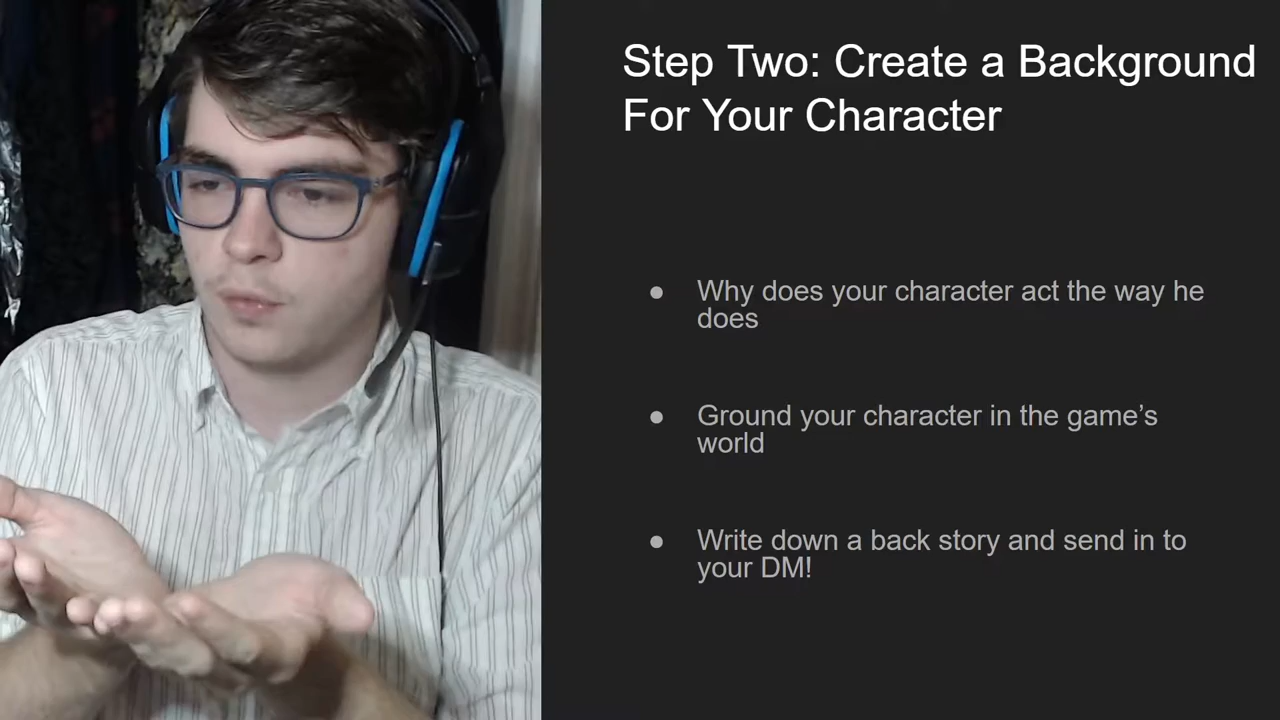 Step Two: Create a Background
For Your Character
● Why does your character act the way he
does
● Ground your character in the game’s
world
● Write down a back story and send in to
your DM!